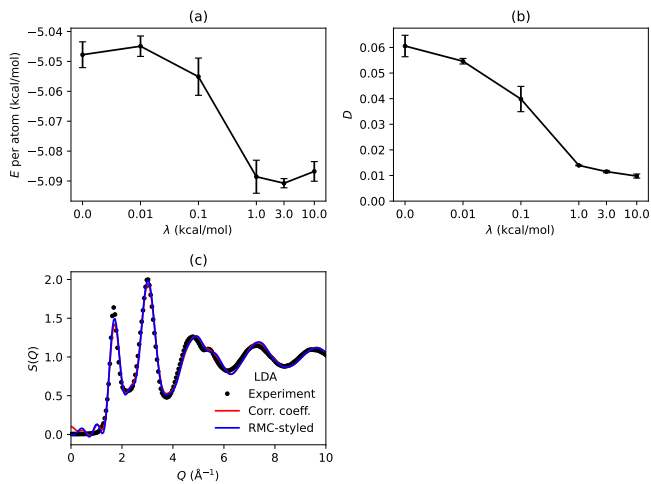 (a)
E per atom (kcal/mol)
−5.04
−5.05
−5.06
−5.07
−5.08
−5.09
0.0 0.01 0.1 1.0 3.0 10.0
λ (kcal/mol)
(b)
D
0.06
0.05
0.04
0.03
0.02
0.01
0.00
0.0 0.01 0.1 1.0 3.0 10.0
λ (kcal/mol)
(c)
S(Q)
2.0
1.5
1.0
0.5
0.0
LDA
Experiment
Corr. coeff.
RMC-styled
0 2 4 6 8 10
Q (Å⁻¹)